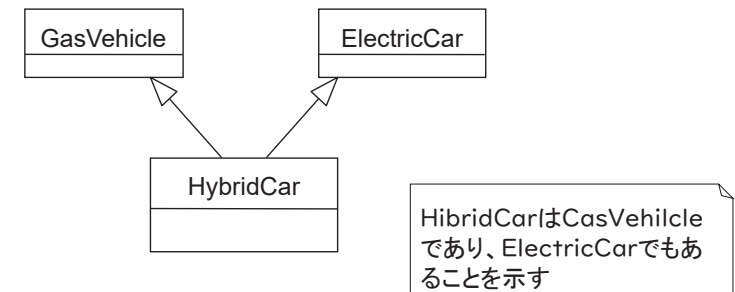 GasVehicle
ElectricCar
HybridCar
HibridCarはCasVehilcle
であり、ElectricCarでもあ
ることを示す